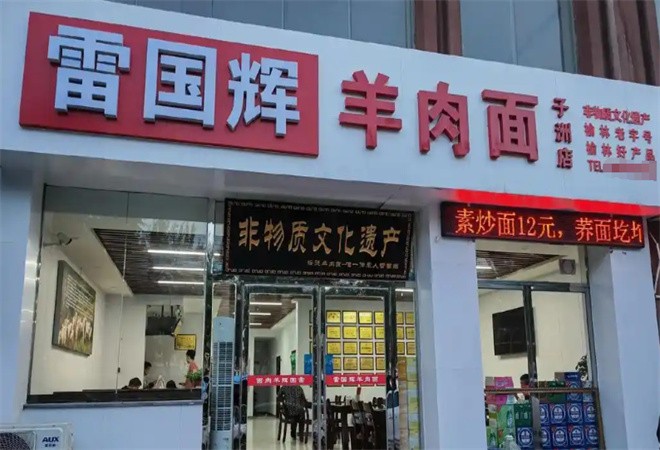 雷国辉
羊肉面
子洲店
非物质文化遗产
榆林老字号
榆林好产品
TEL
非物质文化遗产
素炒面12元，荞面圪坨
雷国辉羊肉面
AUX